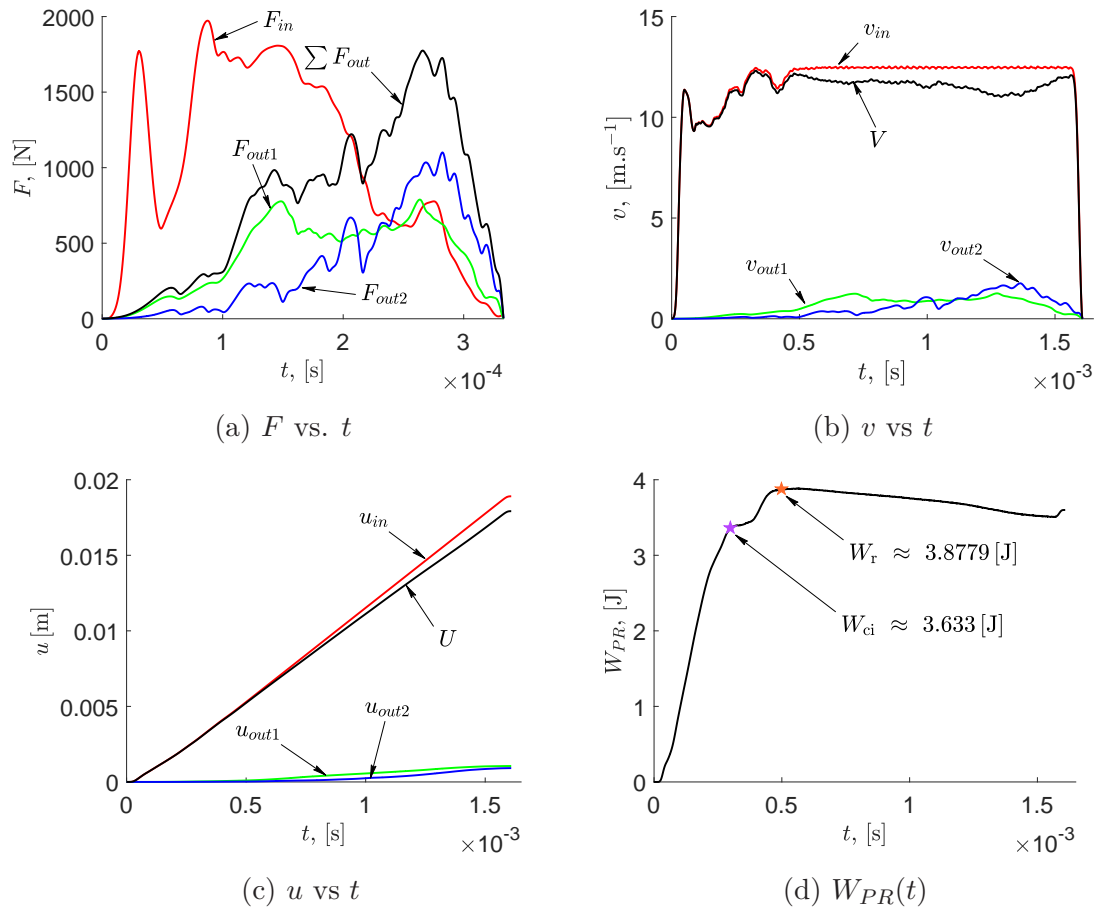 2000
1500
1000
500
0
F, [N]
F_in
∑ F_out
F_out1
F_out2
0 1 2 3
×10^-4
t, [s]
(a) F vs. t
15
10
5
0
v, [m.s^−1]
v_in
V
v_out1
v_out2
0 0.5 1 1.5
×10^-3
t, [s]
(b) v vs t
0.02
0.015
0.01
0.005
0
u [m]
u_in
U
u_out1
u_out2
0 0.5 1 1.5
×10^-3
t, [s]
(c) u vs t
4
3
2
1
0
W_PR, [J]
W_r ≈ 3.8779 [J]
W_ci ≈ 3.633 [J]
0 0.5 1 1.5
×10^-3
t, [s]
(d) W_PR(t)